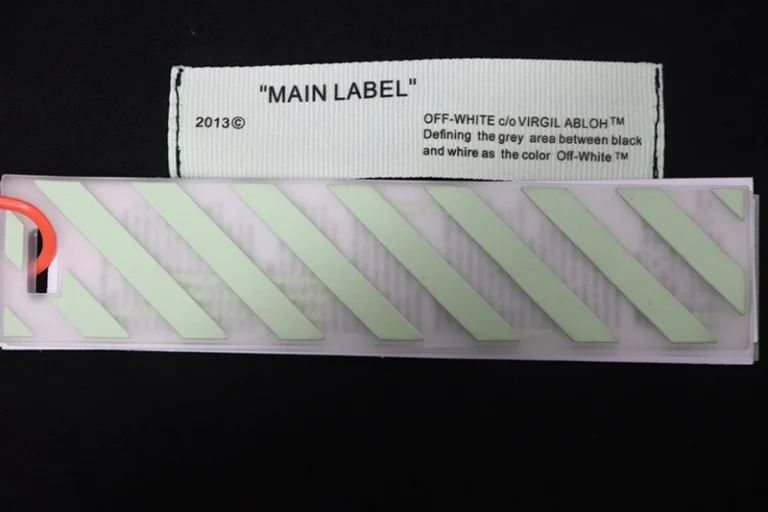 "MAIN LABEL"
2013©
OFF-WHITE c/o VIRGIL ABLOH™
Defining the grey area between black
and whire as the color Off-White™